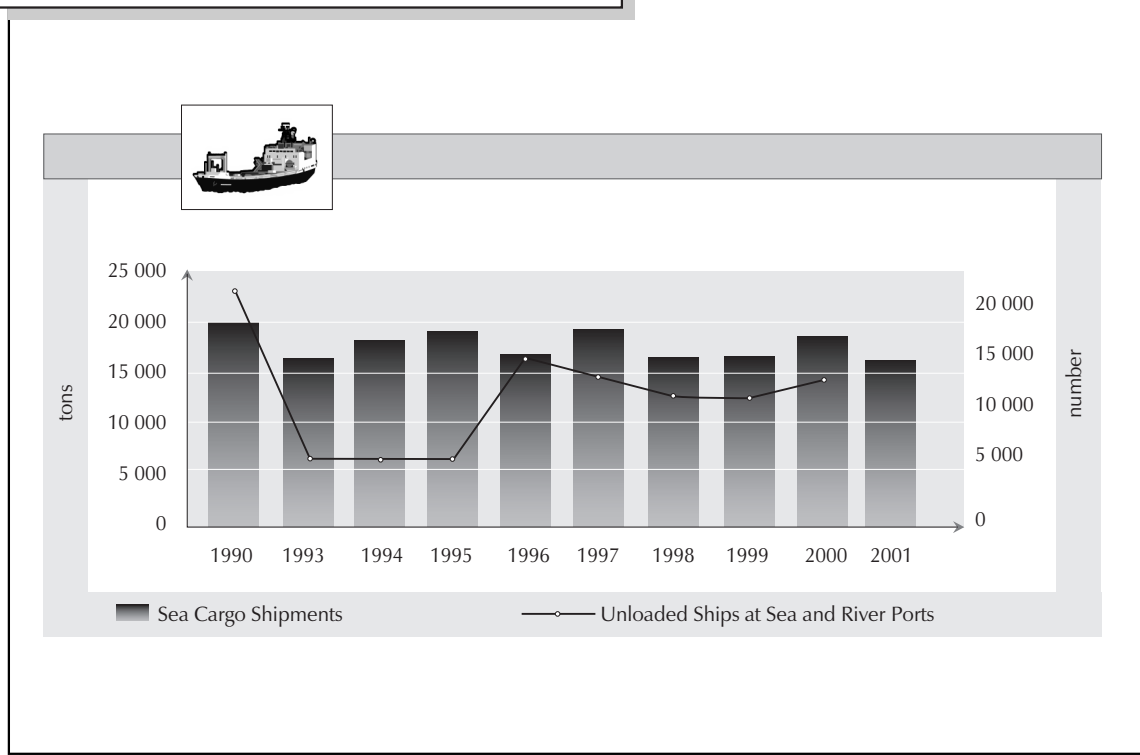 25 000
20 000
15 000
10 000
5 000
0
tons
20 000
15 000
10 000
5 000
0
number
1990 1993 1994 1995 1996 1997 1998 1999 2000 2001
Sea Cargo Shipments Unloaded Ships at Sea and River Ports